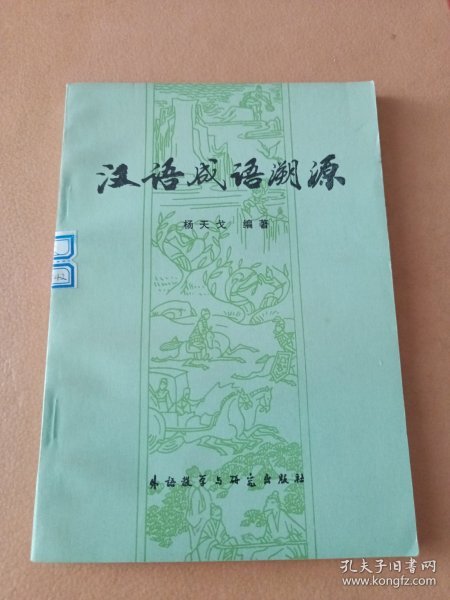 汉语成语溯源
杨天戈 编著
42
外语教学与研究出版社
孔夫子旧书网
www.kongfz.com